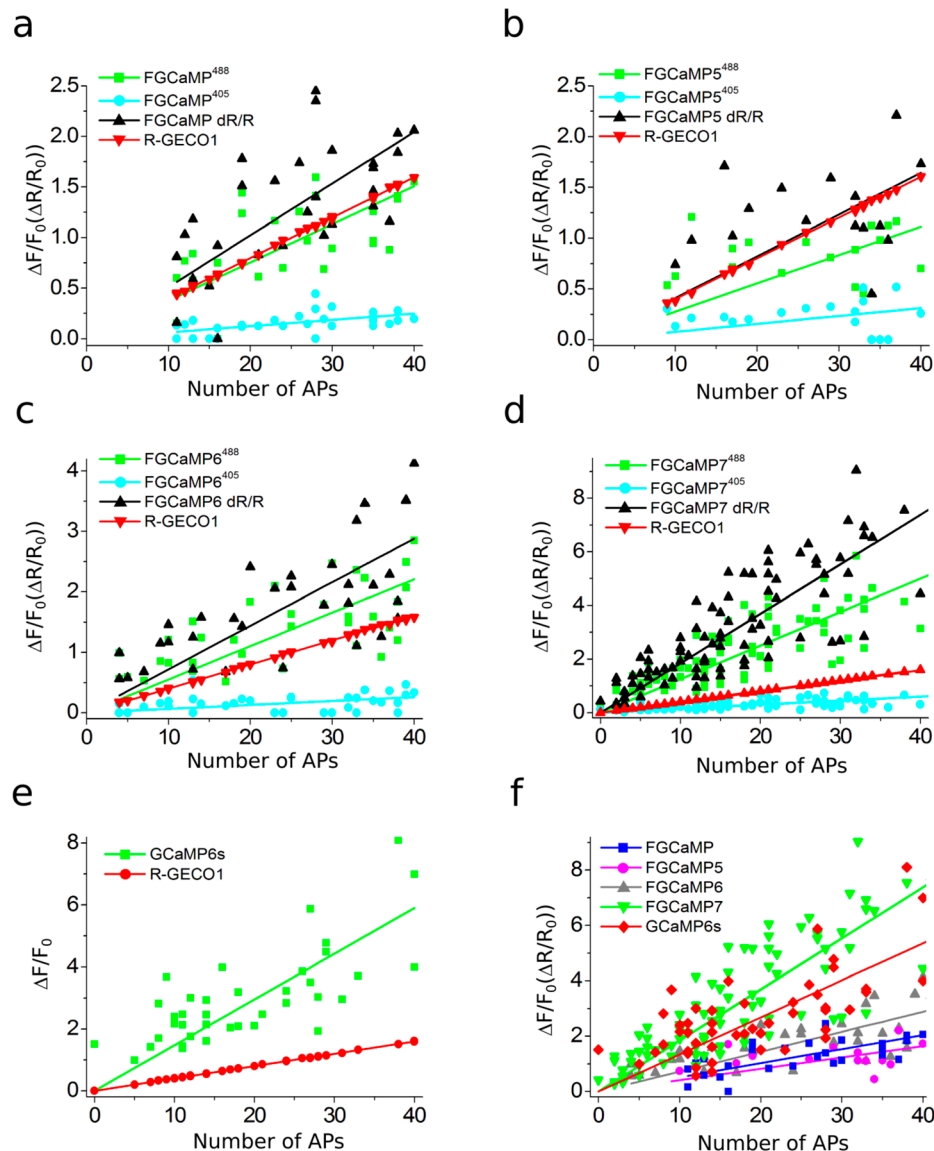 a
FGCaMP⁴⁸⁸
FGCaMP⁴⁰⁵
FGCaMP dR/R
R-GECO1
2.5
2.0
1.5
1.0
0.5
0.0
ΔF/F₀(ΔR/R₀))
0 10 20 30 40
Number of APs
b
FGCaMP5⁴⁸⁸
FGCaMP5⁴⁰⁵
FGCaMP5 dR/R
R-GECO1
2.5
2.0
1.5
1.0
0.5
0.0
ΔF/F₀(ΔR/R₀))
0 10 20 30 40
Number of APs
c
FGCaMP6⁴⁸⁸
FGCaMP6⁴⁰⁵
FGCaMP6 dR/R
R-GECO1
4
3
2
1
0
ΔF/F₀(ΔR/R₀))
0 10 20 30 40
Number of APs
d
FGCaMP7⁴⁸⁸
FGCaMP7⁴⁰⁵
FGCaMP7 dR/R
R-GECO1
8
6
4
2
0
ΔF/F₀(ΔR/R₀))
0 10 20 30 40
Number of APs
e
GCaMP6s
R-GECO1
8
6
4
2
0
ΔF/F₀
0 10 20 30 40
Number of APs
f
FGCaMP
FGCaMP5
FGCaMP6
FGCaMP7
GCaMP6s
8
6
4
2
0
ΔF/F₀(ΔR/R₀))
0 10 20 30 40
Number of APs